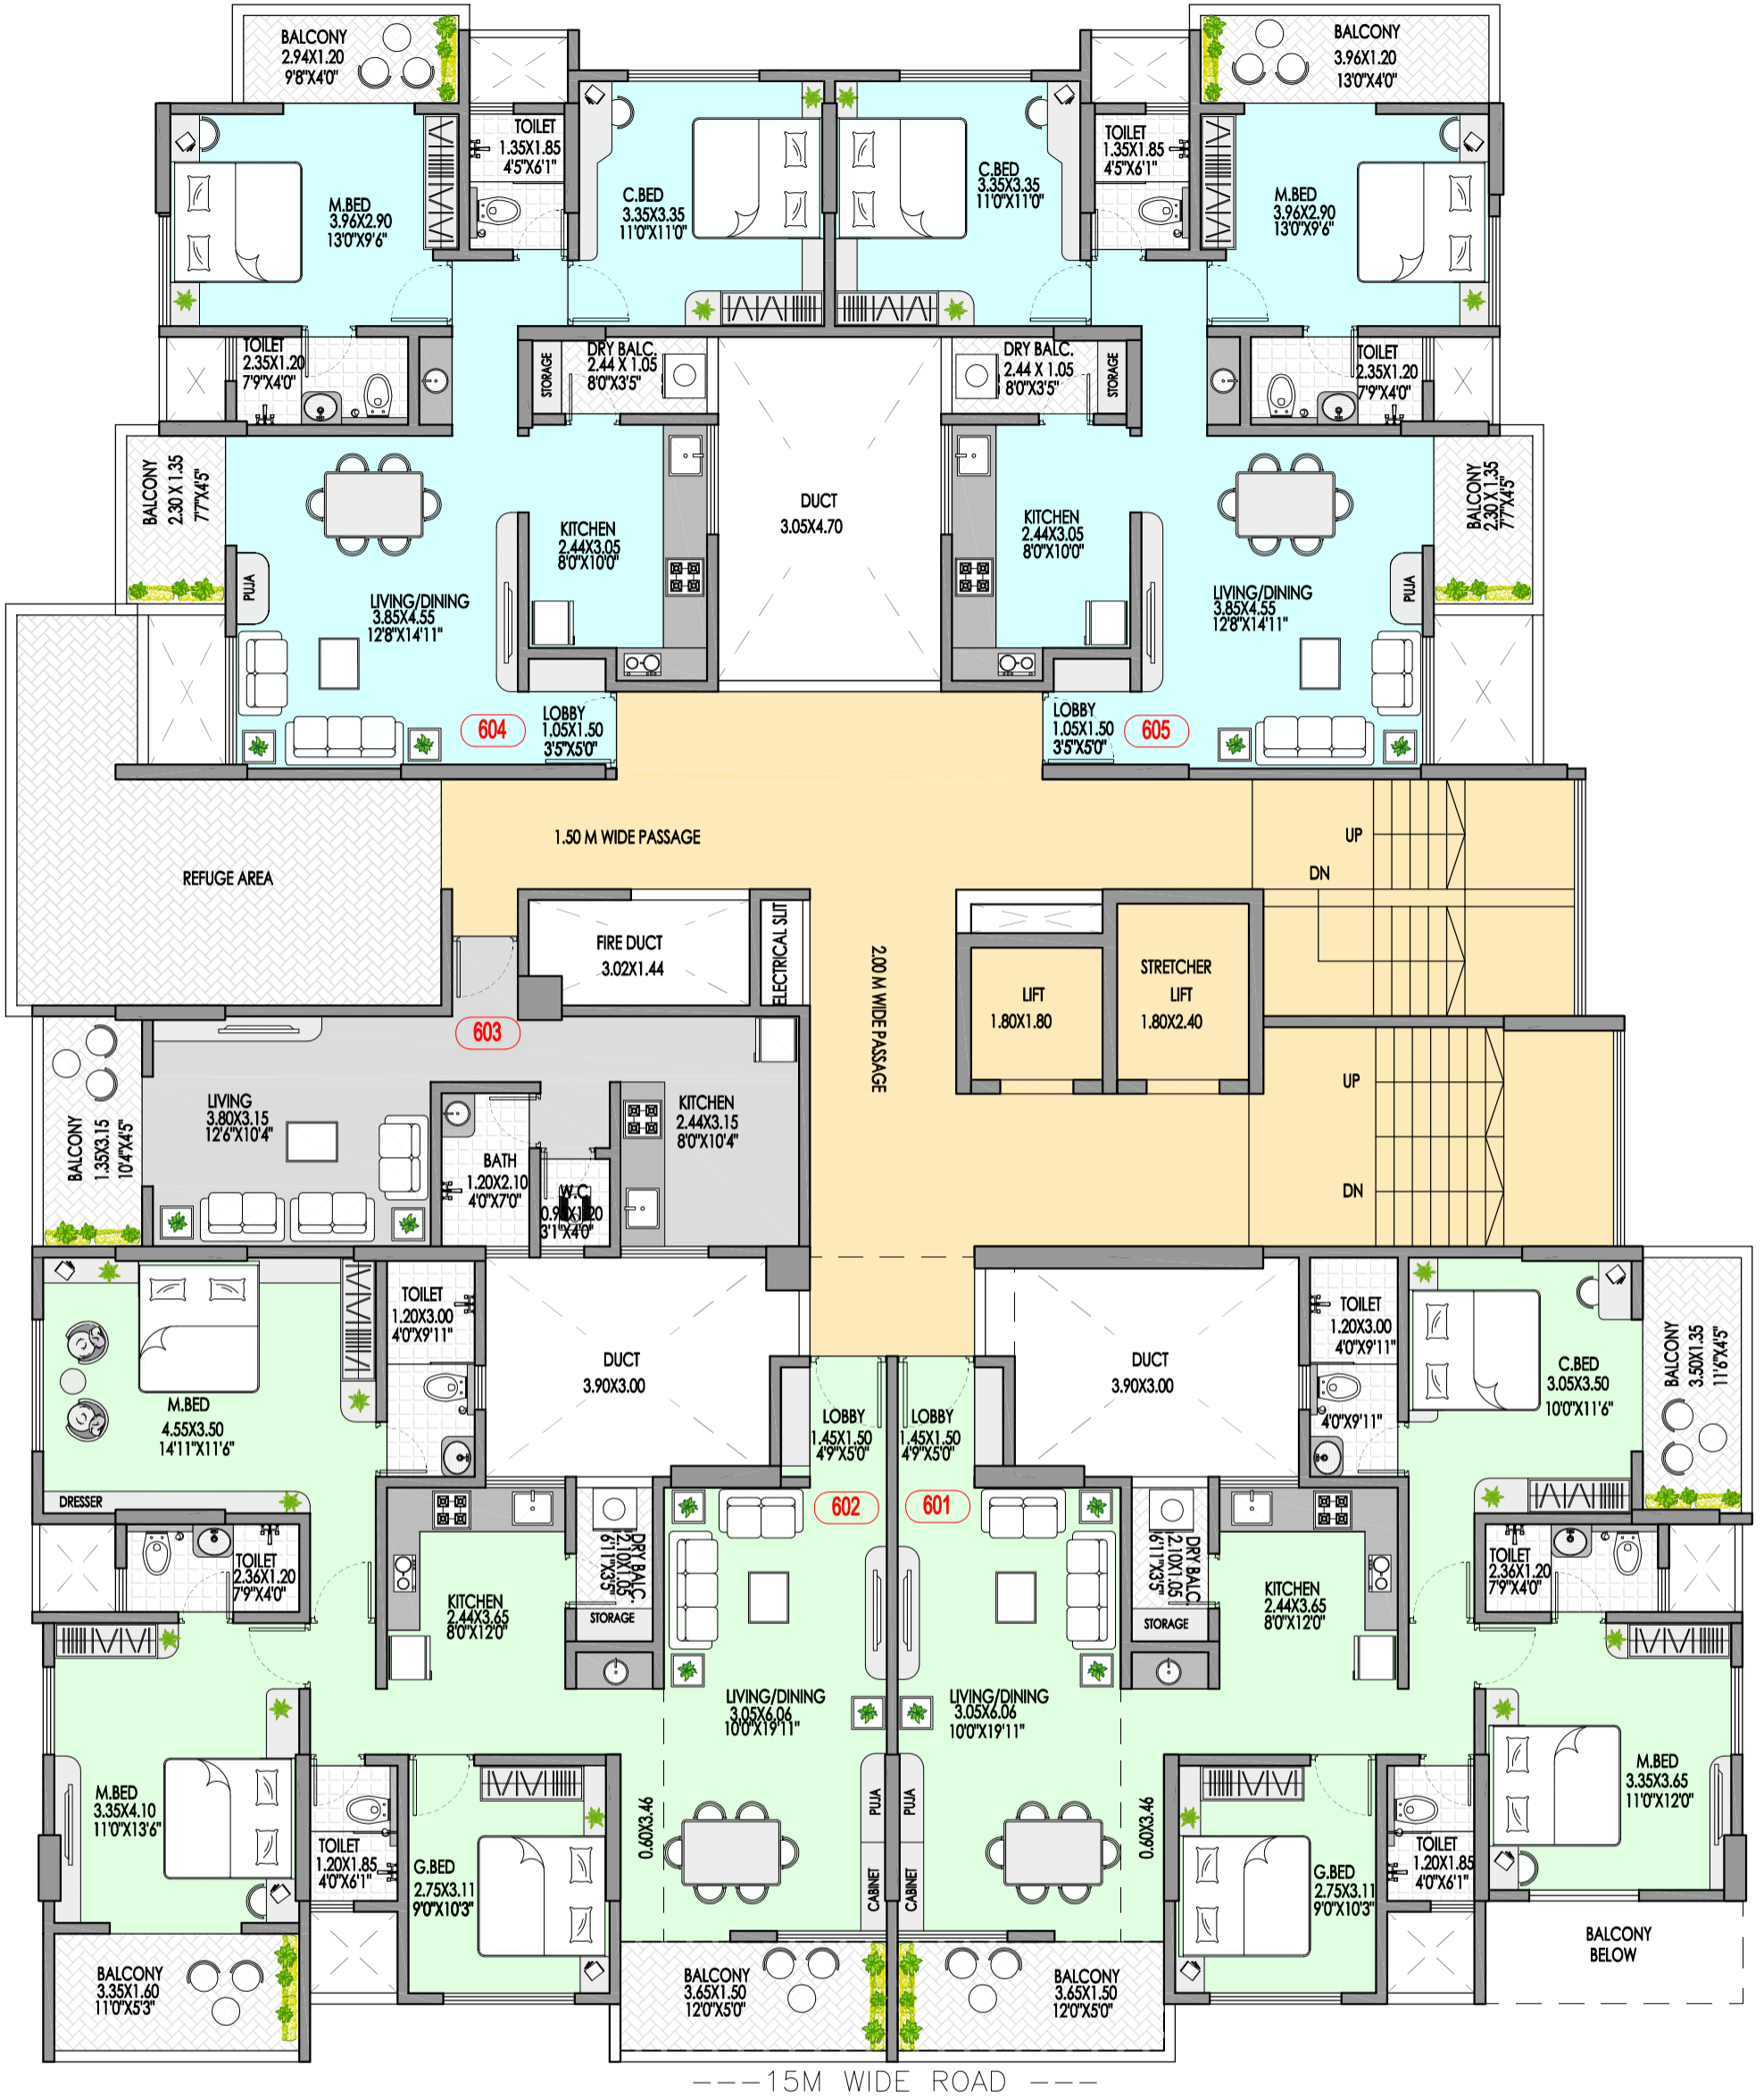 BALCONY
2.94X1.20
9'8"X4'0"
TOILET
1.35X1.85
4'5"X6'1"
M.BED
3.96X2.90
13'0"X9'6"
C.BED
3.35X3.35
11'0"X11'0"
C.BED
3.35X3.35
11'0"X11'0"
TOILET
1.35X1.85
4'5"X6'1"
BALCONY
3.96X1.20
13'0"X4'0"
M.BED
3.96X2.90
13'0"X9'6"
TOILET
2.35X1.20
7'9"X4'0"
STORAGE
DRY BALC.
2.44 X 1.05
8'0"X3'5"
DRY BALC.
2.44 X 1.05
8'0"X3'5"
STORAGE
TOILET
2.35X1.20
7'9"X4'0"
BALCONY
2.30 X 1.35
7'7"X4'5"
PUJA
KITCHEN
2.44X3.05
8'0"X10'0"
LIVING/DINING
3.85X4.55
12'8"X14'11"
604
LOBBY
1.05X1.50
3'5"X5'0"
DUCT
3.05X4.70
KITCHEN
2.44X3.05
8'0"X10'0"
LIVING/DINING
3.85X4.55
12'8"X14'11"
PUJA
BALCONY
2.30 X 1.35
7'7"X4'5"
LOBBY
1.05X1.50
3'5"X5'0"
605
1.50 M WIDE PASSAGE
UP
DN
REFUGE AREA
FIRE DUCT
3.02X1.44
ELECTRICAL SLIT
2.00 M WIDE PASSAGE
LIFT
1.80X1.80
STRETCHER
LIFT
1.80X2.40
603
LIVING
3.80X3.15
12'6"X10'4"
BALCONY
1.35X3.15
10'4"X4'5"
BATH
1.20X2.10
4'0"X7'0"
W.C.
3'1"X4'0"
KITCHEN
2.44X3.15
8'0"X10'4"
UP
DN
M.BED
4.55X3.50
14'11"X11'6"
DRESSER
TOILET
1.20X3.00
4'0"X9'11"
DUCT
3.90X3.00
LOBBY
1.45X1.50
4'9"X5'0"
LOBBY
1.45X1.50
4'9"X5'0"
DUCT
3.90X3.00
TOILET
1.20X3.00
4'0"X9'11"
4'0"X9'11"
C.BED
3.05X3.50
10'0"X11'6"
BALCONY
3.50X1.35
11'6"X4'5"
602
601
TOILET
2.36X1.20
7'9"X4'0"
KITCHEN
2.44X3.65
8'0"X12'0"
DRY BALC.
2.10X1.05
6'11"X3'5"
STORAGE
DRY BALC.
2.10X1.05
6'11"X3'5"
STORAGE
KITCHEN
2.44X3.65
8'0"X12'0"
TOILET
2.36X1.20
7'9"X4'0"
LIVING/DINING
3.05X6.06
10'0"X19'11"
LIVING/DINING
3.05X6.06
10'0"X19'11"
M.BED
3.35X4.10
11'0"X13'6"
TOILET
1.20X1.85
4'0"X6'1"
G.BED
2.75X3.11
9'0"X10'3"
0.60X3.46
PUJA
CABINET
PUJA
CABINET
0.60X3.46
G.BED
2.75X3.11
9'0"X10'3"
TOILET
1.20X1.85
4'0"X6'1"
M.BED
3.35X3.65
11'0"X12'0"
BALCONY
3.35X1.60
11'0"X5'3"
BALCONY
3.65X1.50
12'0"X5'0"
BALCONY
3.65X1.50
12'0"X5'0"
BALCONY
BELOW
---15M WIDE ROAD ---